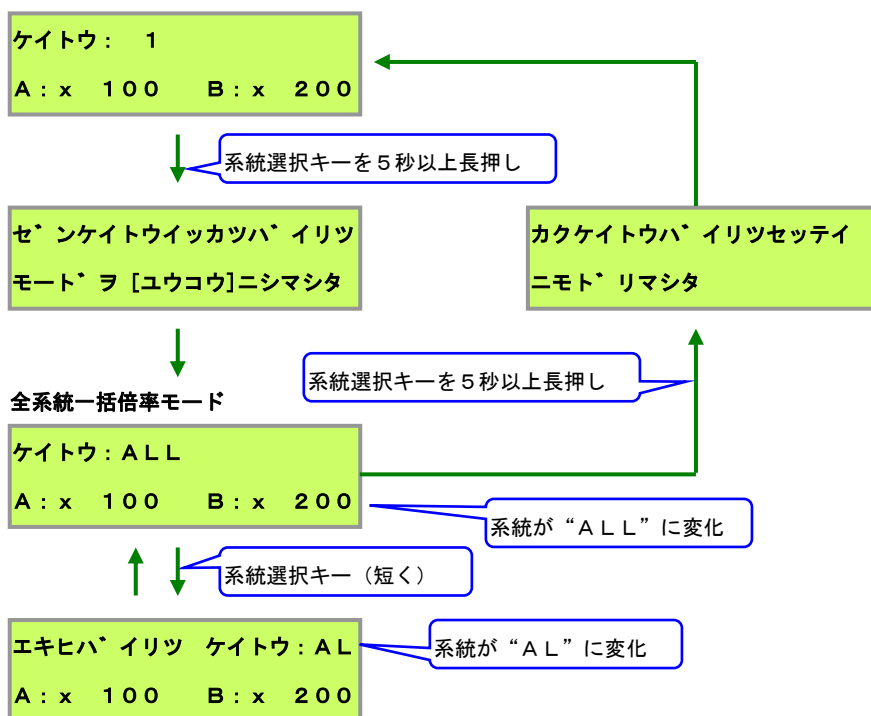 ケイトウ： １
Ａ：ｘ １００ Ｂ：ｘ ２００
系統選択キーを５秒以上長押し
ゼンケイトウイッカツバイリツ
モードヲ［ユウコウ］ニシマシタ
カクケイトウバイリツセッテイ
ニモドリマシタ
系統選択キーを５秒以上長押し
全系統一括倍率モード
ケイトウ：ＡＬＬ
Ａ：ｘ １００ Ｂ：ｘ ２００
系統が“ＡＬＬ”に変化
系統選択キー（短く）
エキヒバイリツ ケイトウ：ＡＬ
Ａ：ｘ １００ Ｂ：ｘ ２００
系統が“ＡＬ”に変化